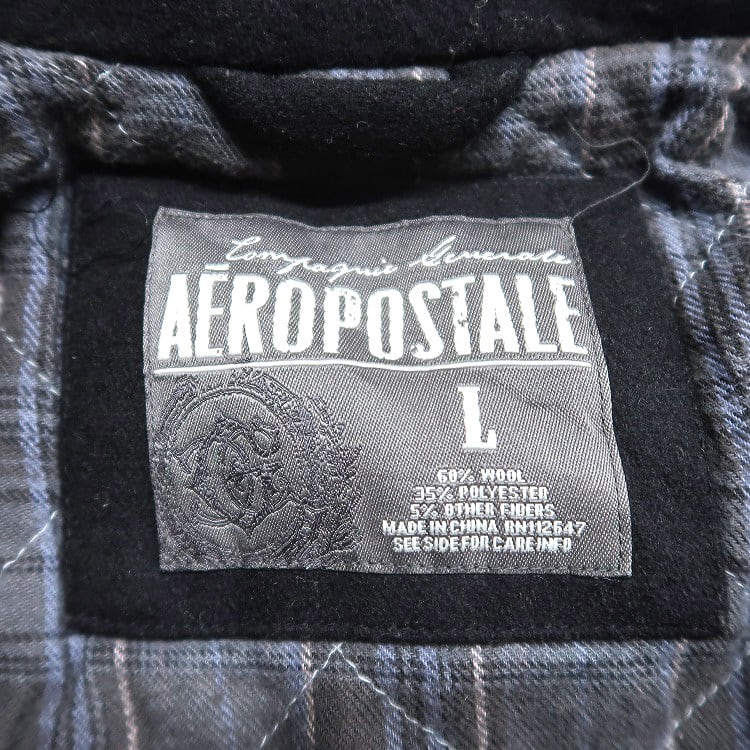 Compagnie Generale
AÉROPOSTALE
L
60% WOOL
35% POLYESTER
5% OTHER FIBERS
MADE IN CHINA RN112647
SEE SIDE FOR CARE INFO